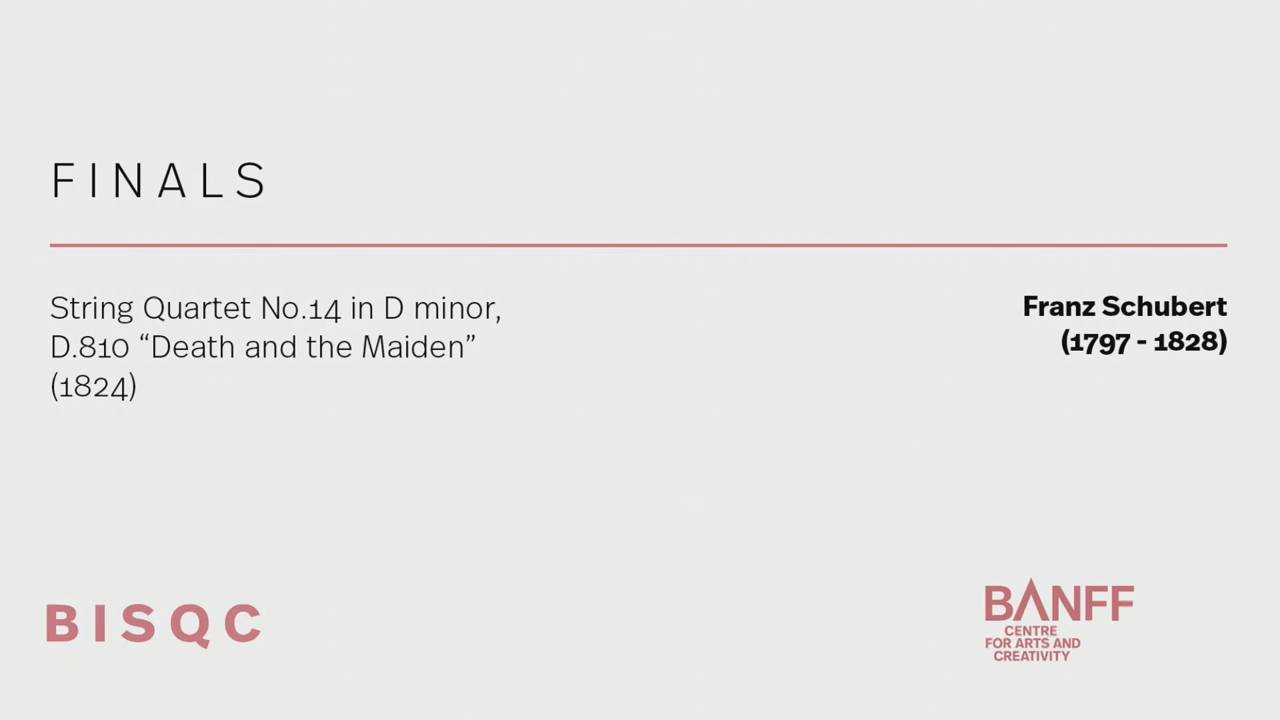 FINALS
String Quartet No.14 in D minor,
D.810 “Death and the Maiden”
(1824)
Franz Schubert
(1797 - 1828)
BISQC
BANFF
CENTRE
FOR ARTS AND
CREATIVITY